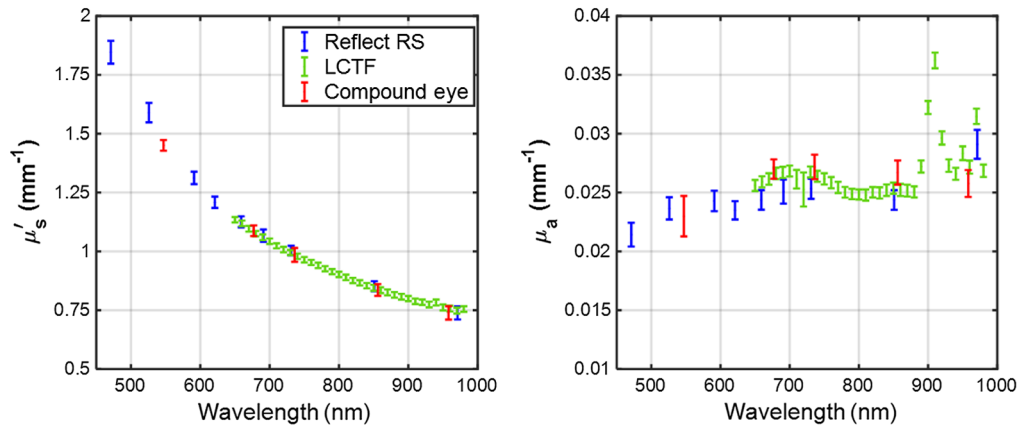 2
1.75
1.5
1.25
1
0.75
0.5
500 600 700 800 900 1000
Wavelength (nm)
μ′s (mm-1)
Reflect RS
LCTF
Compound eye
0.04
0.035
0.03
0.025
0.02
0.015
0.01
500 600 700 800 900 1000
Wavelength (nm)
μa (mm-1)